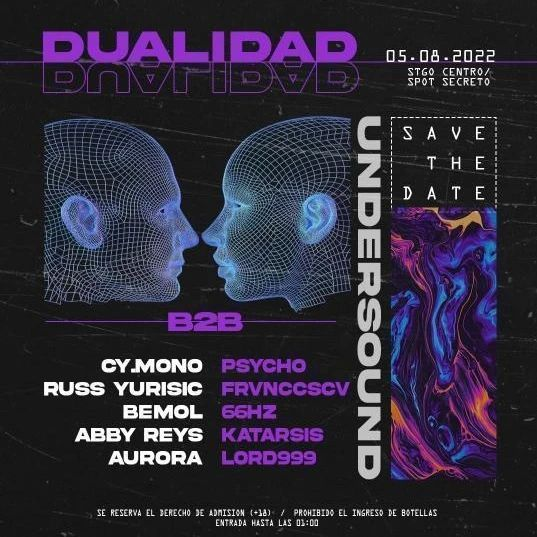 DUALIDAD
DUALIDAD
05.08.2022
STGO CENTRO/
SPOT SECRETO
UNDERSOUND
SAVE
THE
DATE
B2B
CY.MONO PSYCHO
RUSS YURISIC FRVNCCSCV
BEMOL 66HZ
ABBY REYS KATARSIS
AURORA LORD999
SE RESERVA EL DERECHO DE ADMISION (+18) / PROHIBIDO EL INGRESO DE BOTELLAS
ENTRADA HASTA LAS 01:00